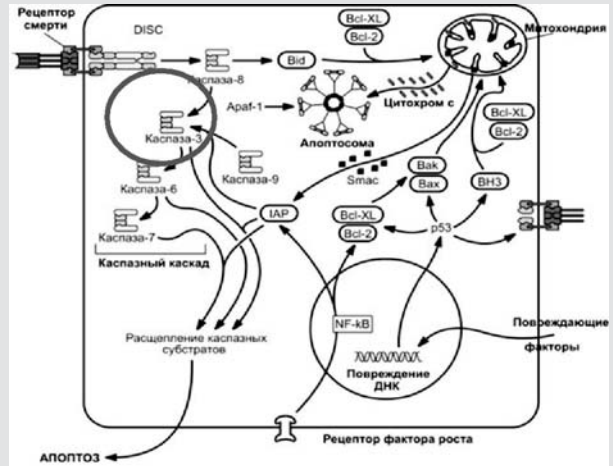 Рецептор
смерти
DISC
Bcl-XL
Bcl-2
Митохондрия
Каспаза-8
Bid
Apaf-1
Цитохром с
Апоптосома
Bcl-XL
Bcl-2
Каспаза-3
Каспаза-9
Smac
Bak
Bax
BH3
Каспаза-6
IAP
Bcl-XL
Bcl-2
p53
Каспаза-7
Каспазный каскад
NF-kB
Повреждающие
факторы
Расщепление каспазных
субстратов
Повреждение
ДНК
Рецептор фактора роста
АПОПТОЗ